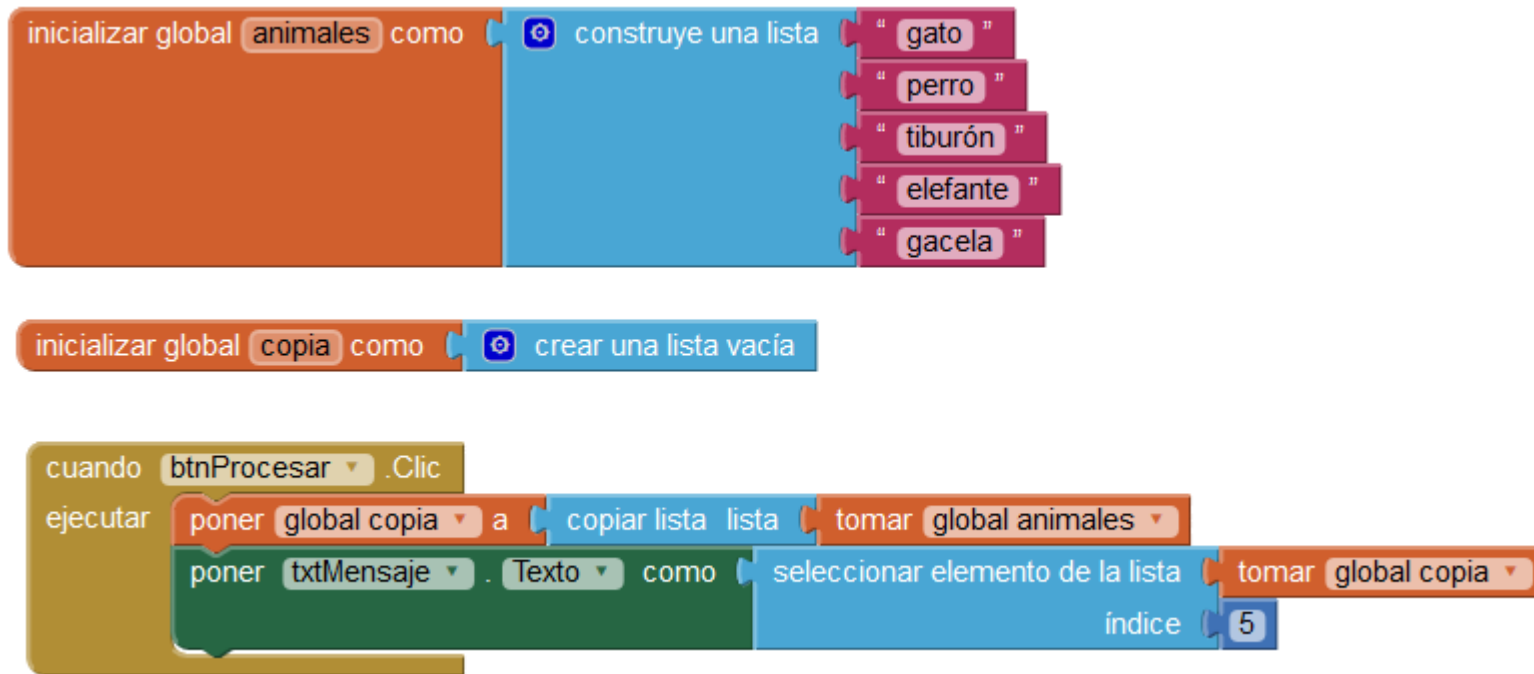 inicializar global animales como construye una lista " gato "
" perro "
" tiburón "
" elefante "
" gacela "
inicializar global copia como crear una lista vacía
cuando btnProcesar .Clic
ejecutar poner global copia a copiar lista lista tomar global animales
poner txtMensaje . Texto como seleccionar elemento de la lista tomar global copia
índice 5